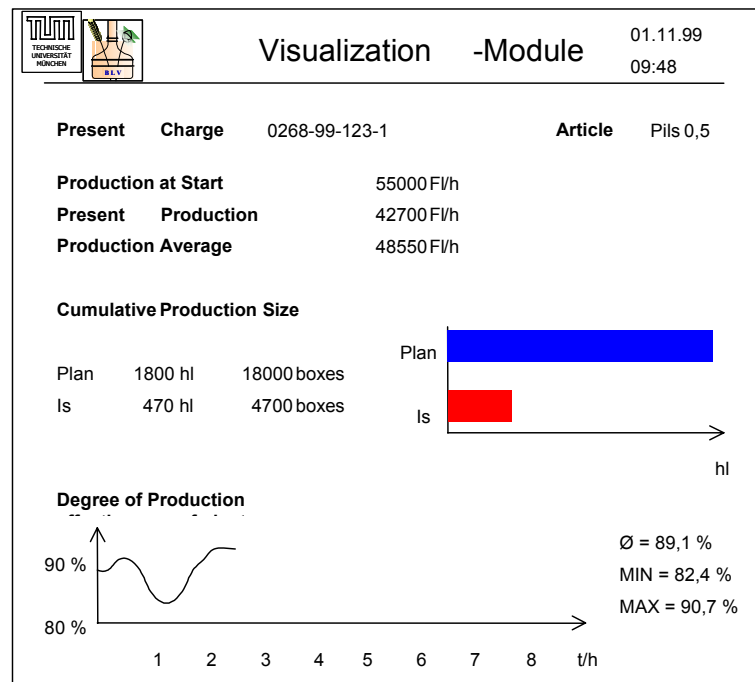 TUM
TECHNISCHE
UNIVERSITÄT
MÜNCHEN
BLV
Visualization -Module
01.11.99
09:48
Present Charge 0268-99-123-1 Article Pils 0,5
Production at Start 55000 Fl/h
Present Production 42700 Fl/h
Production Average 48550 Fl/h
Cumulative Production Size
Plan 1800 hl 18000 boxes
Is 470 hl 4700 boxes
Plan
Is
hl
Degree of Production
90 %
80 %
1 2 3 4 5 6 7 8 t/h
Ø = 89,1 %
MIN = 82,4 %
MAX = 90,7 %